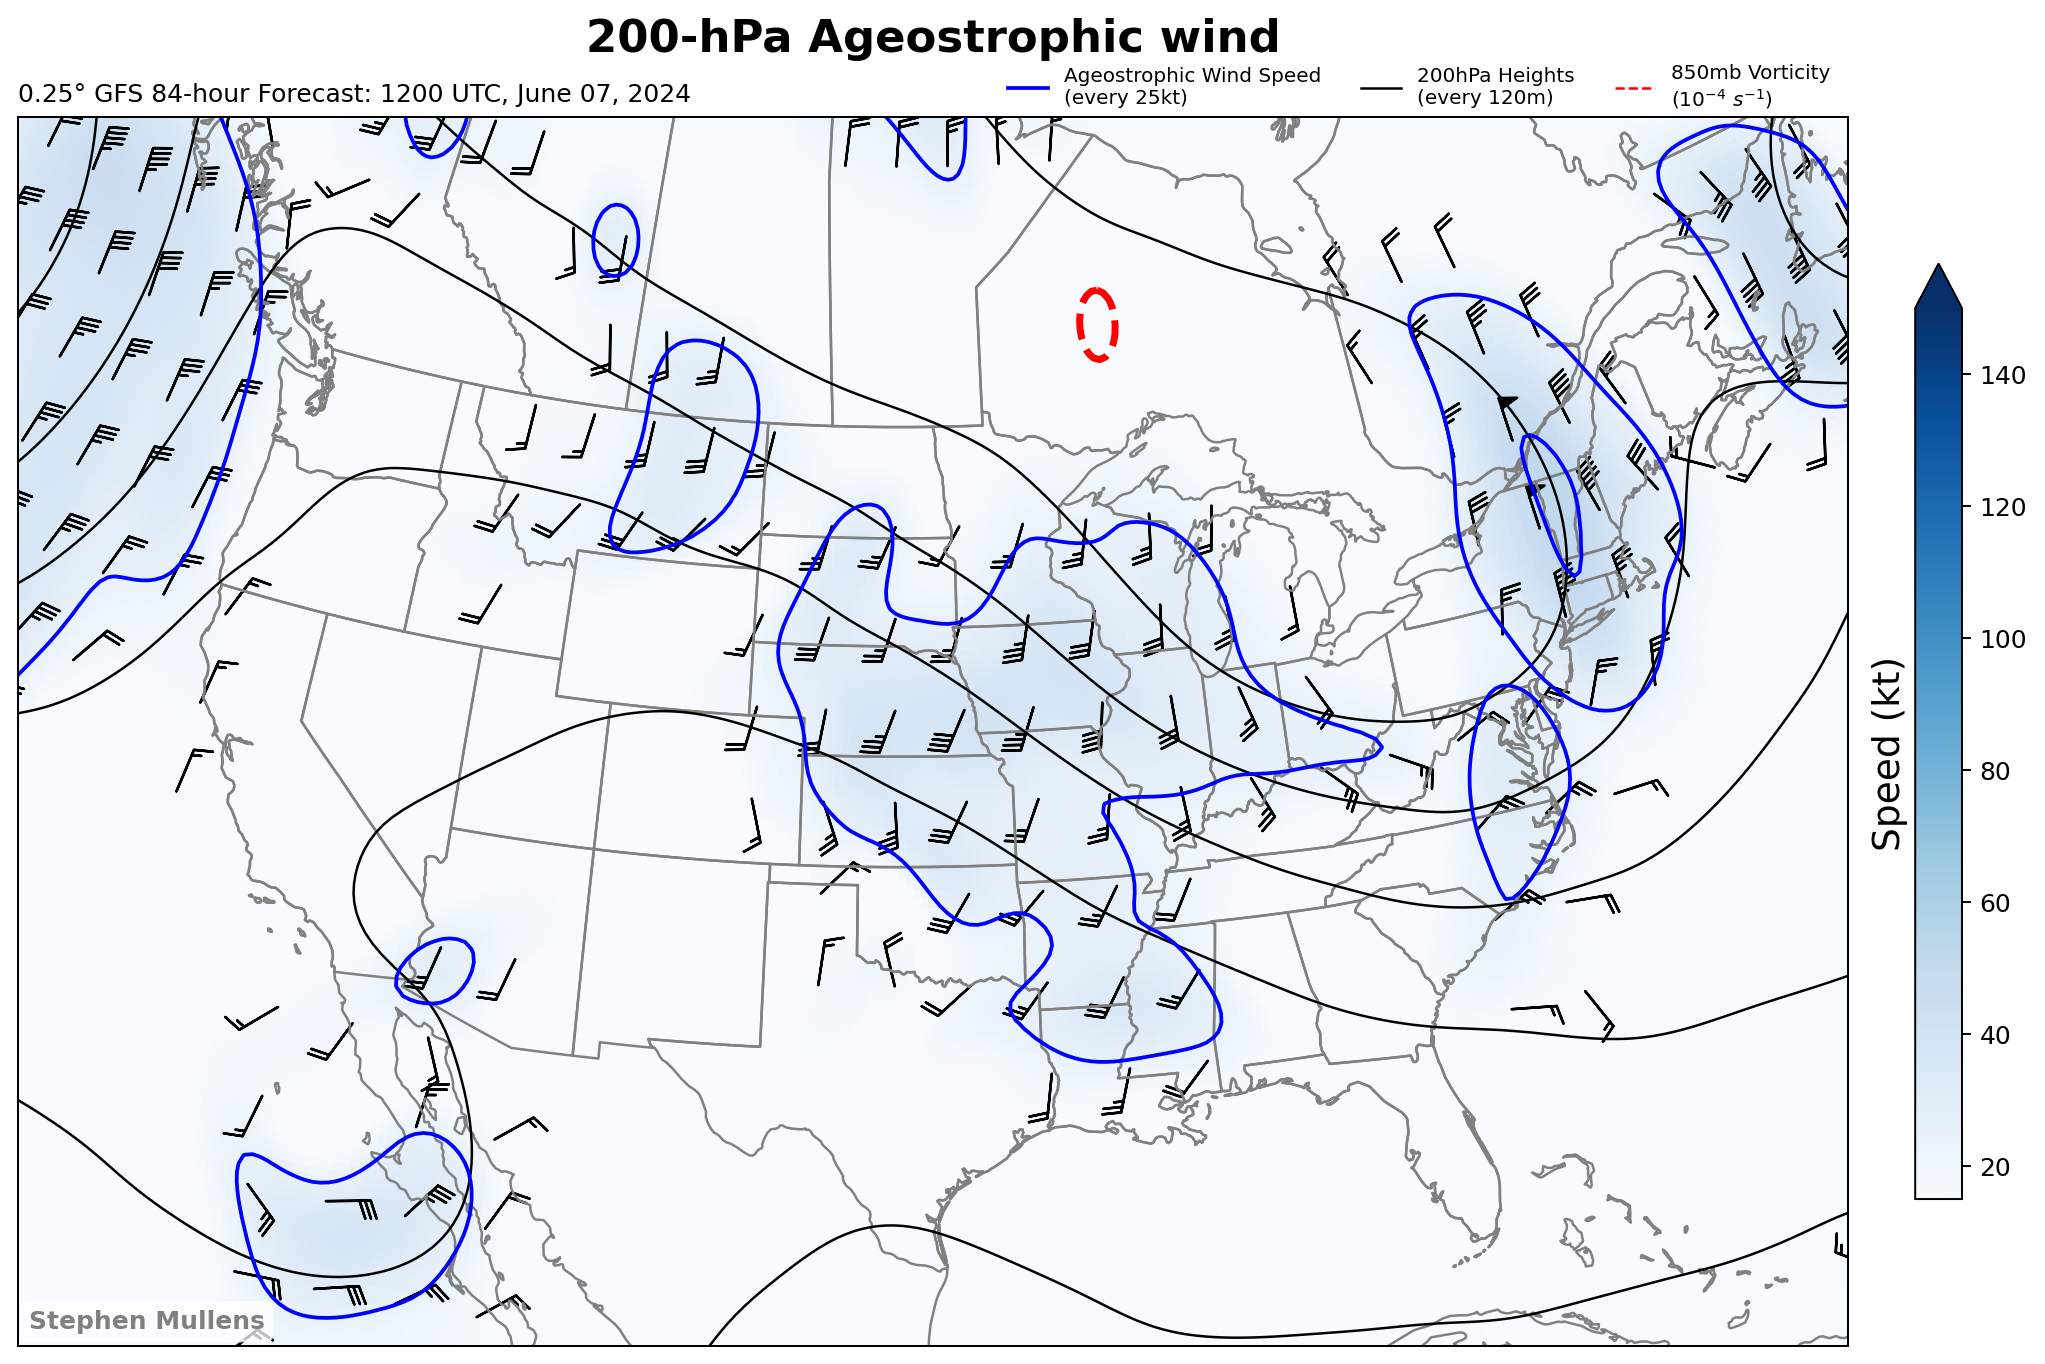 200-hPa Ageostrophic wind
0.25° GFS 84-hour Forecast: 1200 UTC, June 07, 2024
Ageostrophic Wind Speed
(every 25kt)
200hPa Heights
(every 120m)
850mb Vorticity
(10⁻⁴ s⁻¹)
140
120
100
80
60
40
20
Speed (kt)
Stephen Mullens